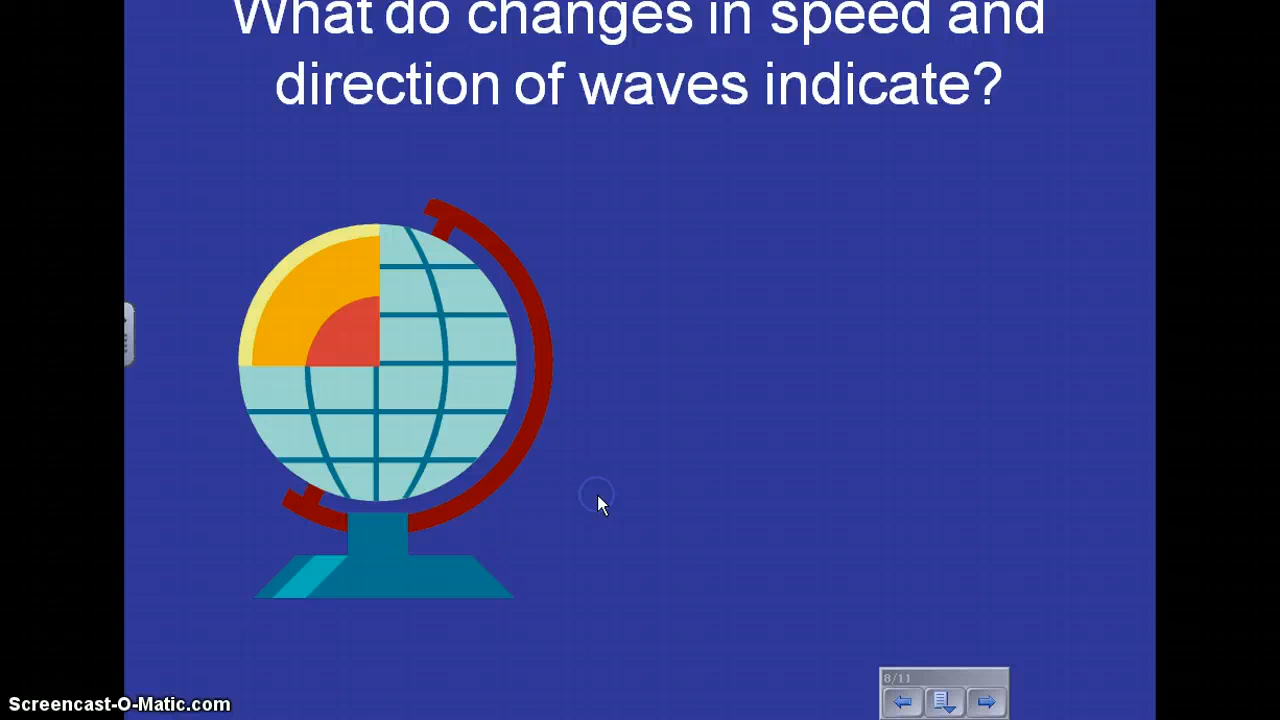 What do changes in speed and
direction of waves indicate?
8/11
Screencast-O-Matic.com